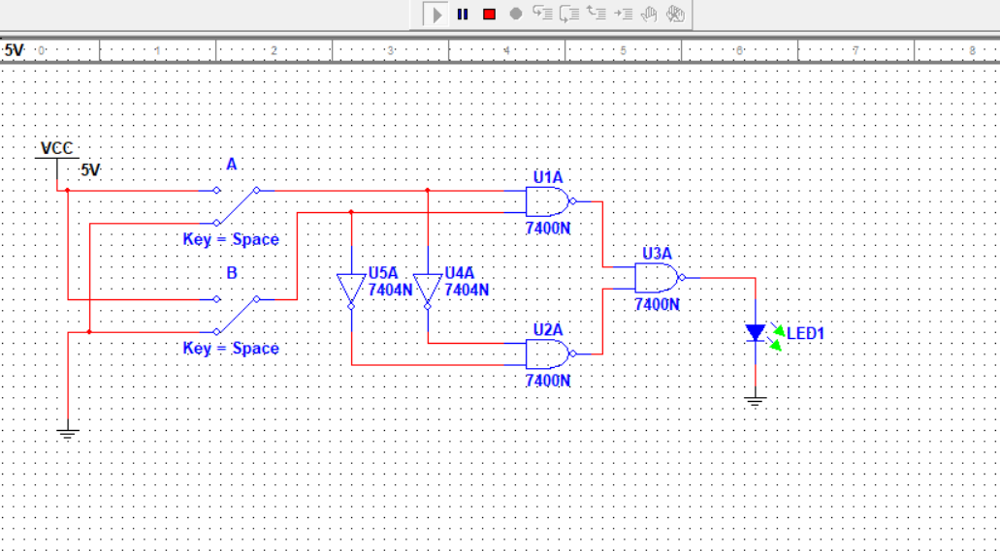 5V 0 1 2 3 4 5 6 7 8
VCC
5V
A
Key = Space
B
Key = Space
U1A
7400N
U5A
7404N
U4A
7404N
U3A
7400N
U2A
7400N
LED1